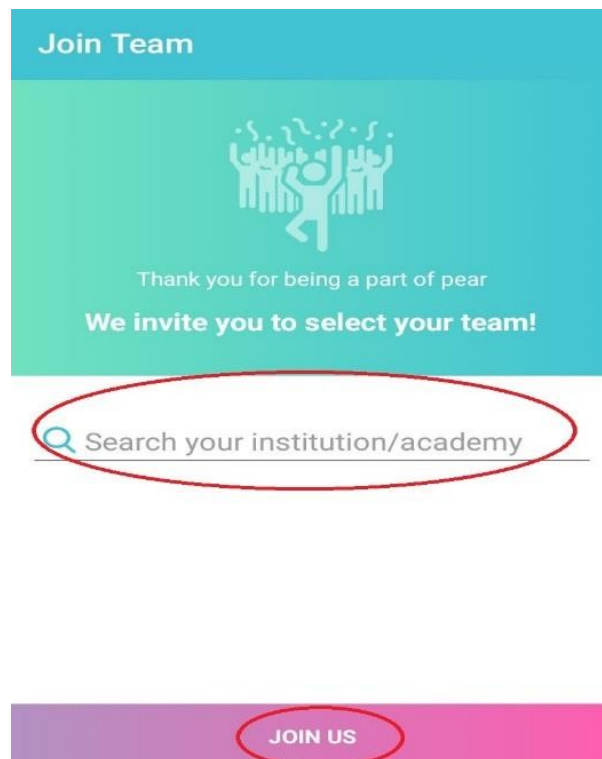 Join Team
Thank you for being a part of pear
We invite you to select your team!
Search your institution/academy
JOIN US